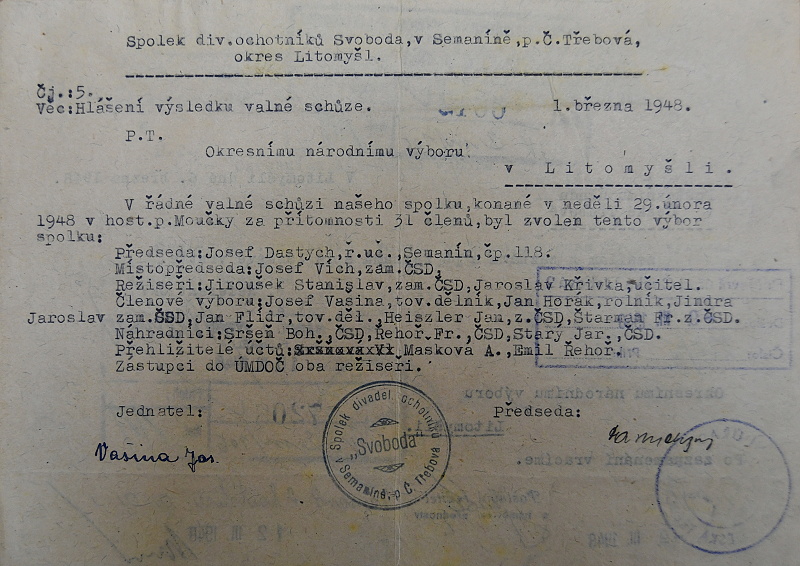 Spolek div.ochotníků Svoboda,v Semaníně,p.Č.Třebová,
okres Litomyšl.
Čj.:5.
Věc:Hlášení výsledku valné schůze. 1.března 1948.
P.T.
Okresnímu národnímu výboru
v Litomyšli.
V řádné valné schůzi našeho spolku,konané v neděli 29.února
1948 v host.p.Moučky za přítomnosti 31 členů,byl zvolen tento výbor
spolku:
Předseda:Josef Dastych,ř.uč.,Semanín,čp.118.
Místopředseda:Josef Vich,zam.ČSD,
Režiseři:Jiroušek Stanislav,zam.ČSD,Jaroslav Křivka,učitel.
Členové výboru:Josef Vašina,tov.dělník,Jan Horák,rolník,Jindra
Jaroslav zam.ČSD,Jan Flídr,tov.děl.,Heiszler Jan,z.ČSD,Štarman Fr.z.ČSD.
Náhradníci:Sršeň Boh.,ČSD,Řehoř Fr.,ČSD,Starý Jar.,ČSD.
Přehližitelé účtů: Maskova A.,Emil Řehoř.
Zástupci do ÚMDOČ oba režiseři.
Jednatel: Předseda:
Vašina Jos.
Spolek divadel. ochotníků
„Svoboda"
v Semaníně, p. Č. Třebová